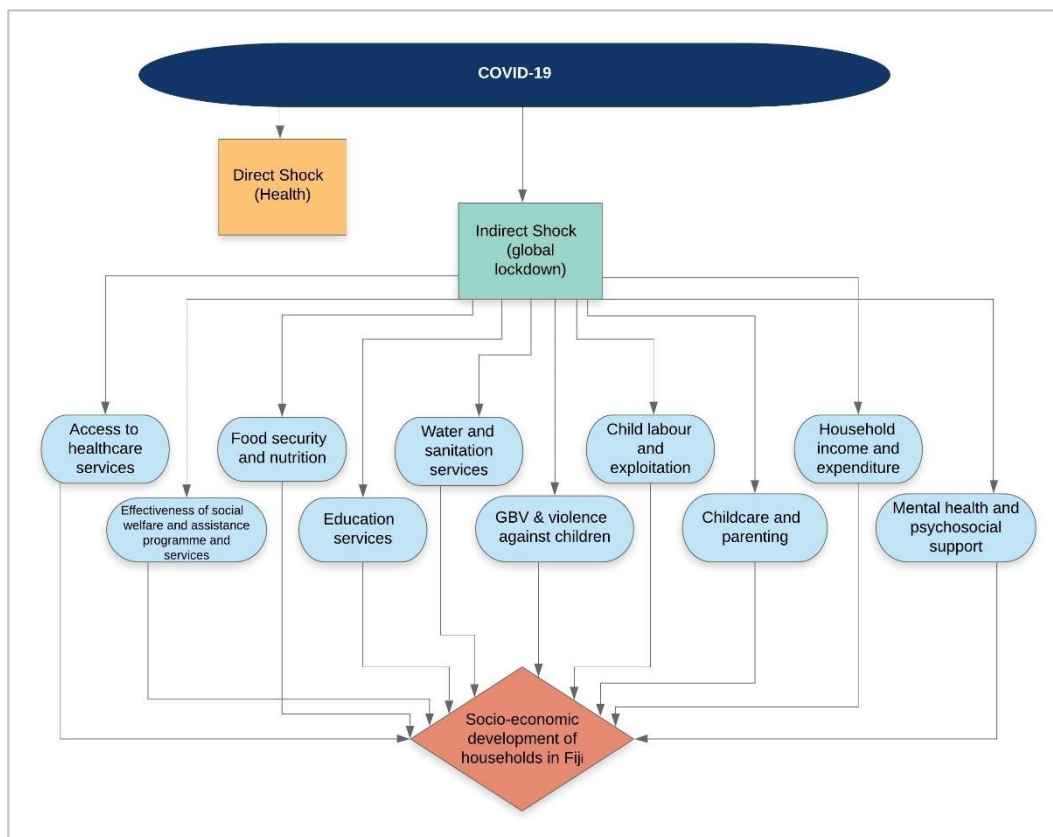 COVID-19
Direct Shock
(Health)
Indirect Shock
(global
lockdown)
Access to
healthcare
services
Food security
and nutrition
Water and
sanitation
services
Child labour
and
exploitation
Household
income and
expenditure
Effectiveness of social
welfare and assistance
programme and
services
Education
services
GBV & violence
against children
Childcare and
parenting
Mental health and
psychosocial
support
Socio-economic
development of
households in Fiji